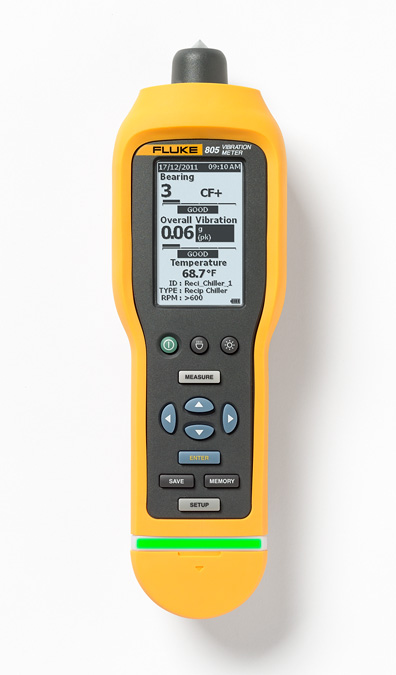 FLUKE 805 VIBRATION METER
17/12/2011 09:10 AM
Bearing
3 CF+
GOOD
Overall Vibration
0.06 g (pk)
GOOD
Temperature
68.7°F
ID : Reci_Chiller_1
TYPE : Recip Chiller
RPM : >600
MEASURE
ENTER
SAVE MEMORY
SETUP